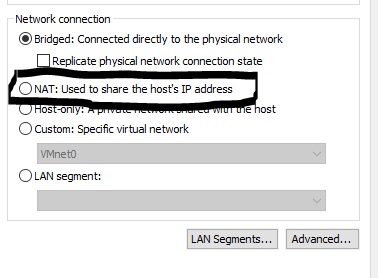 Network connection
Bridged: Connected directly to the physical network
Replicate physical network connection state
NAT: Used to share the host's IP address
Host-only: A private network shared with the host
Custom: Specific virtual network
VMnet0
LAN segment:
LAN Segments... Advanced...